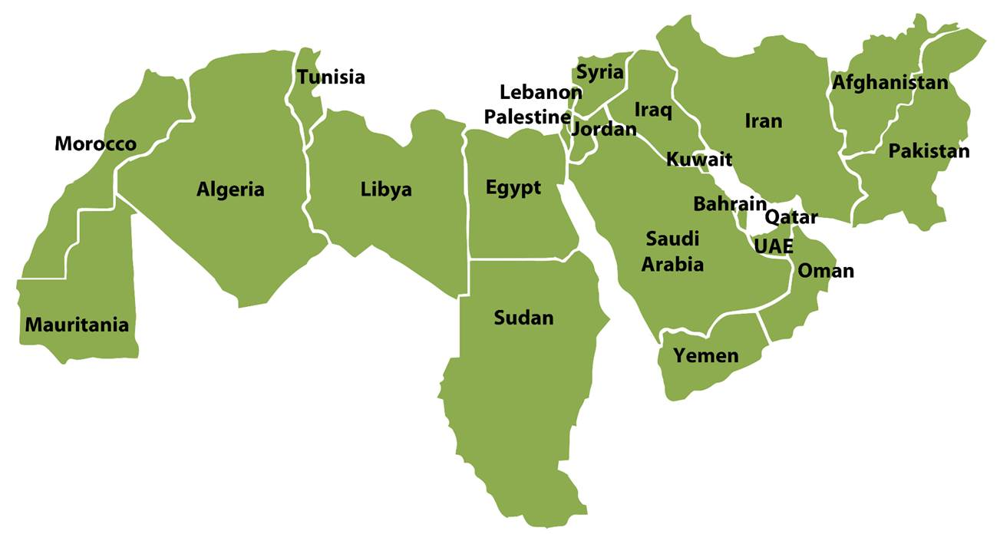 Tunisia
Syria
Afghanistan
Lebanon
Iraq
Palestine
Iran
Jordan
Morocco
Pakistan
Kuwait
Algeria
Libya
Egypt
Bahrain
Qatar
Saudi
Arabia
UAE
Oman
Sudan
Mauritania
Yemen